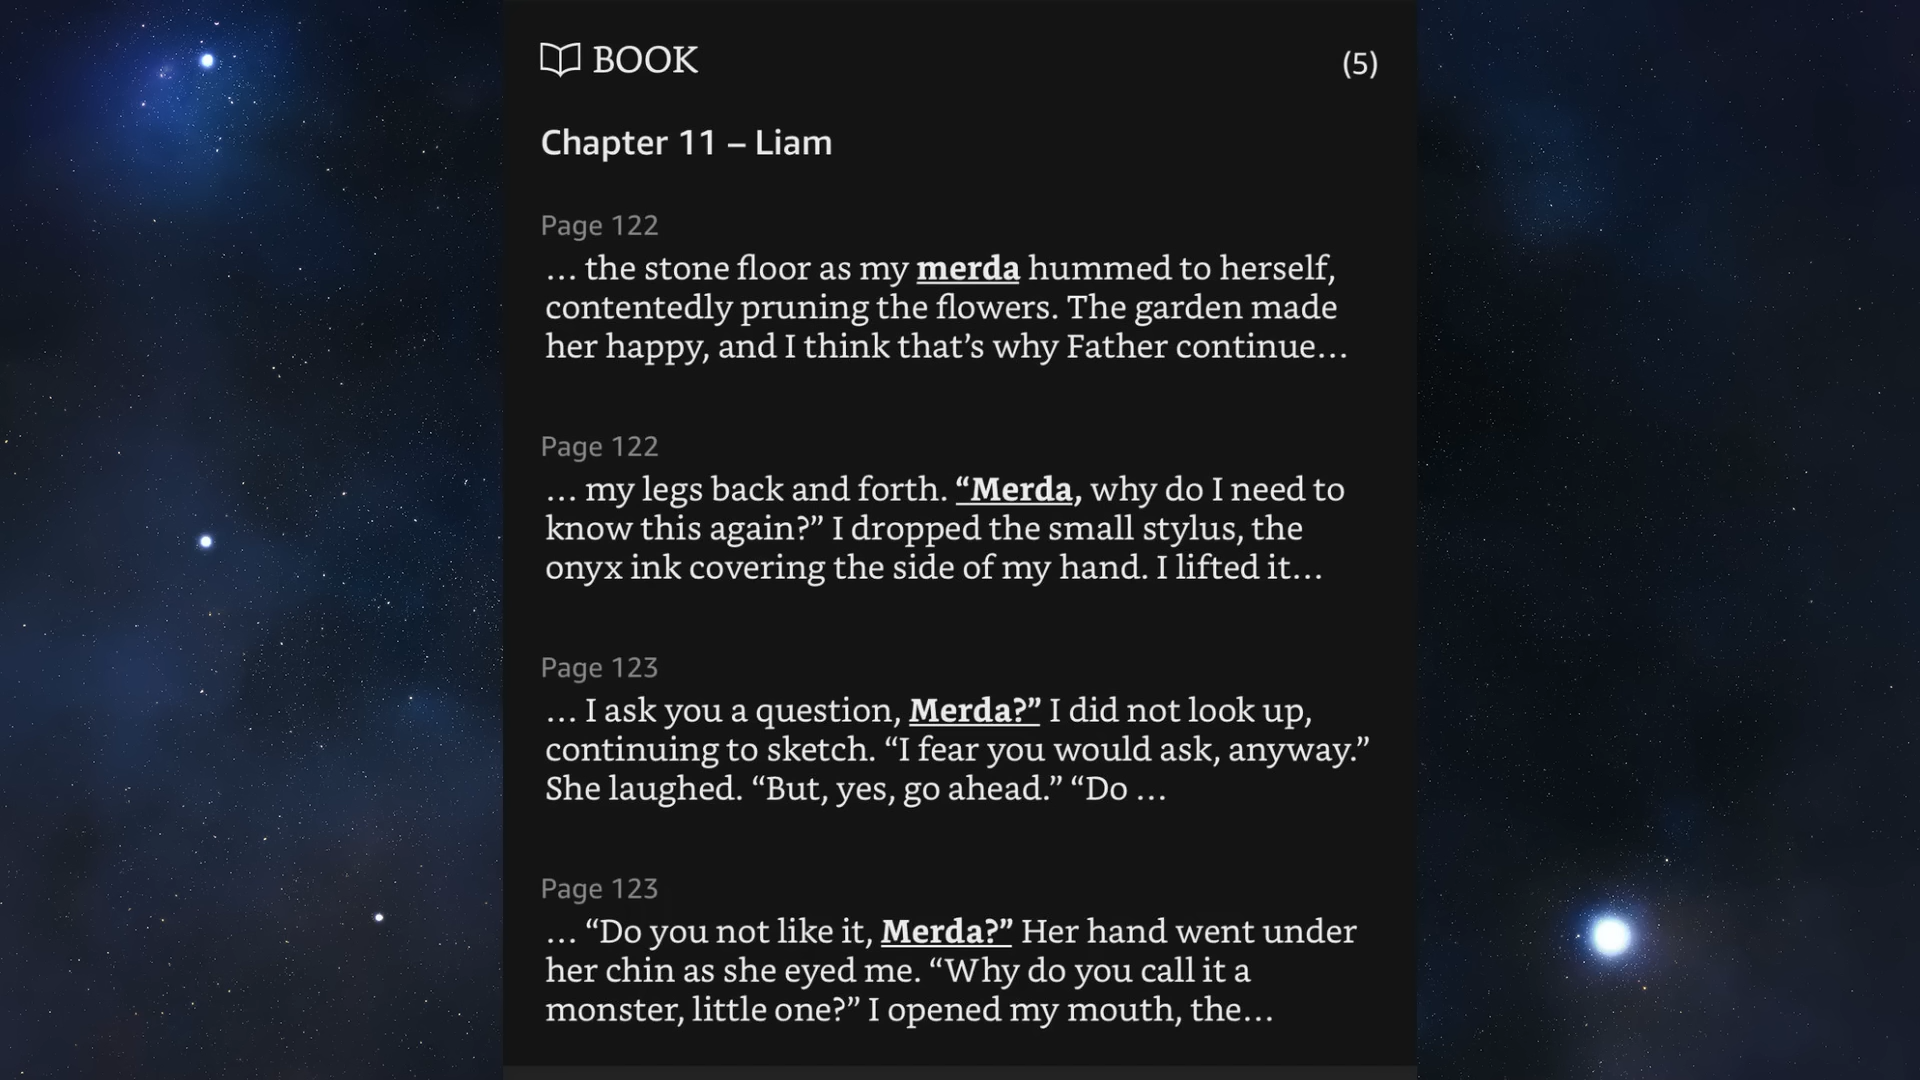 BOOK (5)
Chapter 11 – Liam
Page 122
… the stone floor as my merda hummed to herself,
contentedly pruning the flowers. The garden made
her happy, and I think that’s why Father continue…
Page 122
… my legs back and forth. “Merda, why do I need to
know this again?” I dropped the small stylus, the
onyx ink covering the side of my hand. I lifted it…
Page 123
… I ask you a question, Merda?” I did not look up,
continuing to sketch. “I fear you would ask, anyway.”
She laughed. “But, yes, go ahead.” “Do …
Page 123
… “Do you not like it, Merda?” Her hand went under
her chin as she eyed me. “Why do you call it a
monster, little one?” I opened my mouth, the…